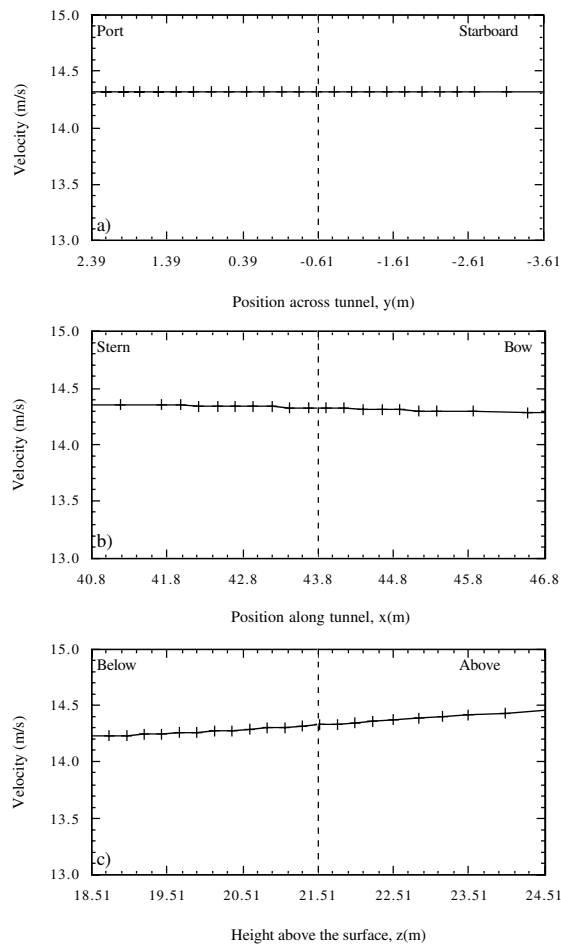 15.0
Port Starboard
14.5
14.0
13.5
a)
13.0
2.39 1.39 0.39 -0.61 -1.61 -2.61 -3.61
Velocity (m/s)
Position across tunnel, y(m)
15.0
Stern Bow
14.5
14.0
13.5
b)
13.0
40.8 41.8 42.8 43.8 44.8 45.8 46.8
Velocity (m/s)
Position along tunnel, x(m)
15.0
Below Above
14.5
14.0
13.5
c)
13.0
18.51 19.51 20.51 21.51 22.51 23.51 24.51
Velocity (m/s)
Height above the surface, z(m)